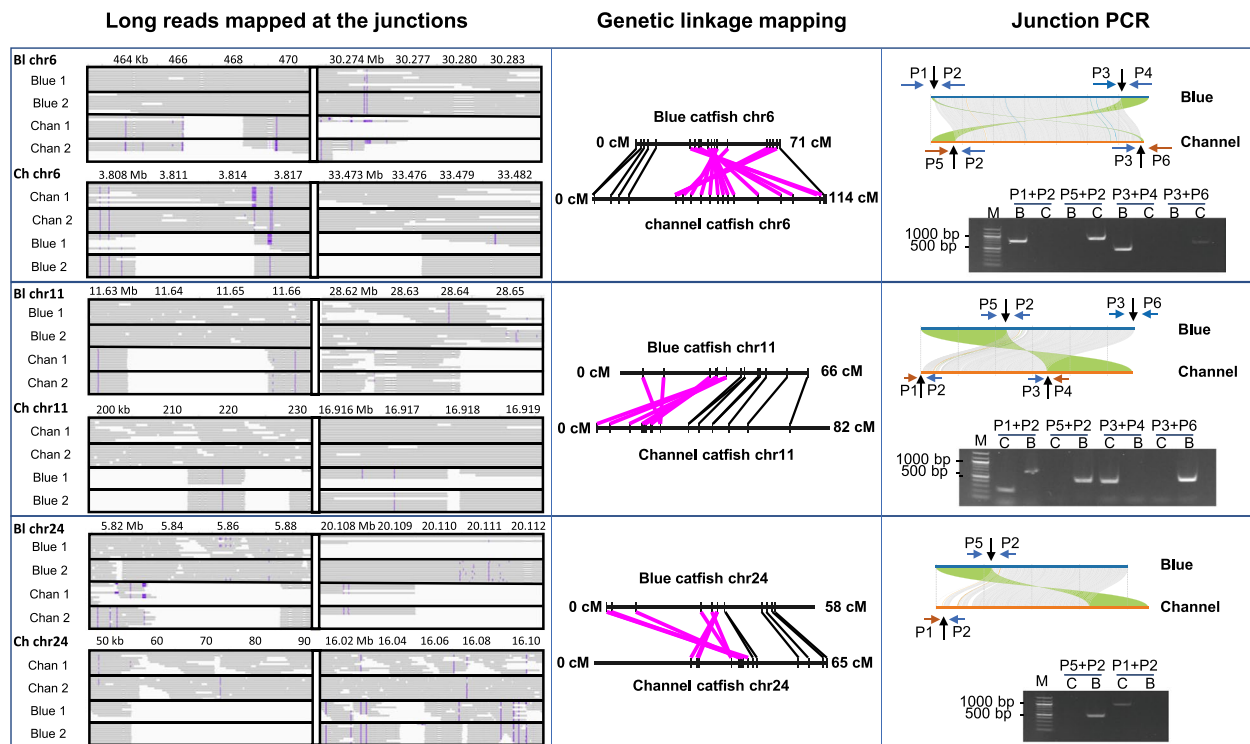 Long reads mapped at the junctions
Genetic linkage mapping
Junction PCR
Bl chr6
464 Kb 466 468 470 30.274 Mb 30.277 30.280 30.283
Blue 1
Blue 2
Chan 1
Chan 2
Ch chr6
3.808 Mb 3.811 3.814 3.817 33.473 Mb 33.476 33.479 33.482
Chan 1
Chan 2
Blue 1
Blue 2
Blue catfish chr6
0 cM 71 cM
0 cM 114 cM
channel catfish chr6
P1 P2 P3 P4
Blue
Channel
P5 P2 P3 P6
P1+P2 P5+P2 P3+P4 P3+P6
M B C B C B C B C
1000 bp
500 bp
Bl chr11
11.63 Mb 11.64 11.65 11.66 28.62 Mb 28.63 28.64 28.65
Blue 1
Blue 2
Chan 1
Chan 2
Ch chr11
200 kb 210 220 230 16.916 Mb 16.917 16.918 16.919
Chan 1
Chan 2
Blue 1
Blue 2
Blue catfish chr11
0 cM 66 cM
0 cM 82 cM
Channel catfish chr11
P5 P2 P3 P6
Blue
Channel
P1 P2 P3 P4
P1+P2 P5+P2 P3+P4 P3+P6
M C B C B C B C B
1000 bp
500 bp
Bl chr24
5.82 Mb 5.84 5.86 5.88 20.108 Mb 20.109 20.110 20.111 20.112
Blue 1
Blue 2
Chan 1
Chan 2
Ch chr24
50 kb 60 70 80 90 16.02 Mb 16.04 16.06 16.08 16.10
Chan 1
Chan 2
Blue 1
Blue 2
Blue catfish chr24
0 cM 58 cM
0 cM 65 cM
Channel catfish chr24
P5 P2
Blue
Channel
P1 P2
P5+P2 P1+P2
M C B C B
1000 bp
500 bp